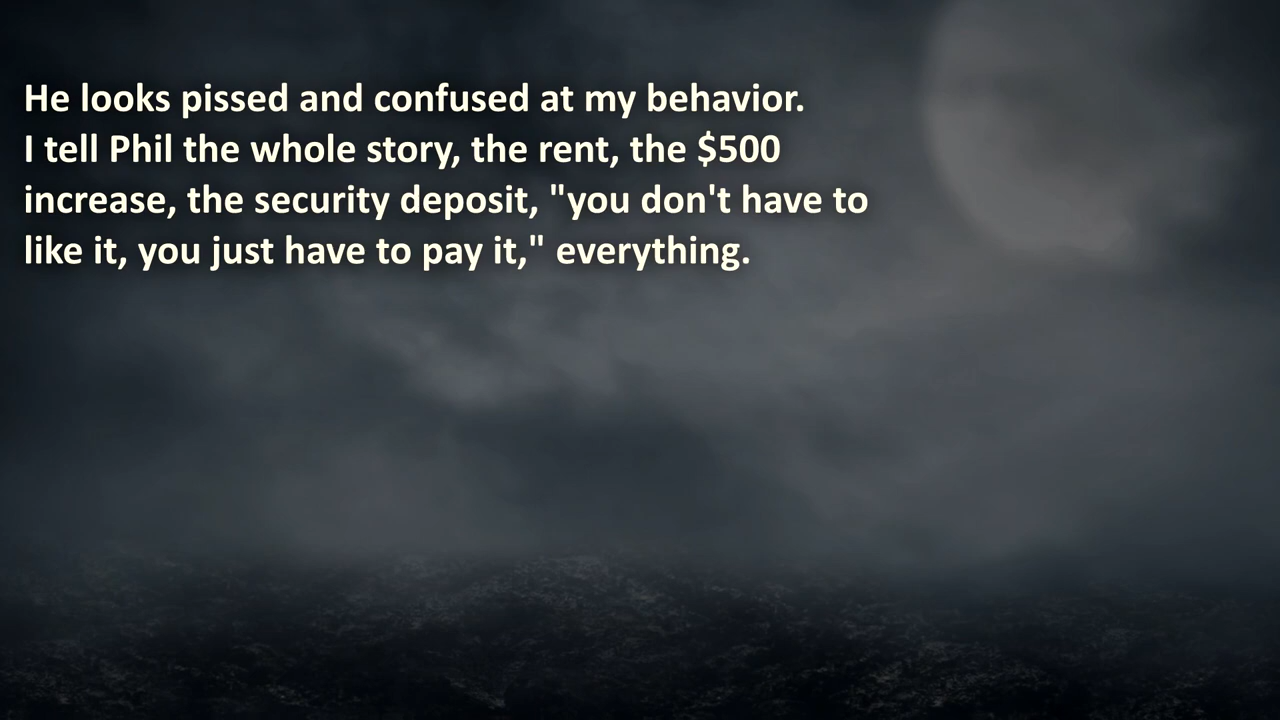 He looks pissed and confused at my behavior.
I tell Phil the whole story, the rent, the $500
increase, the security deposit, "you don't have to
like it, you just have to pay it," everything.